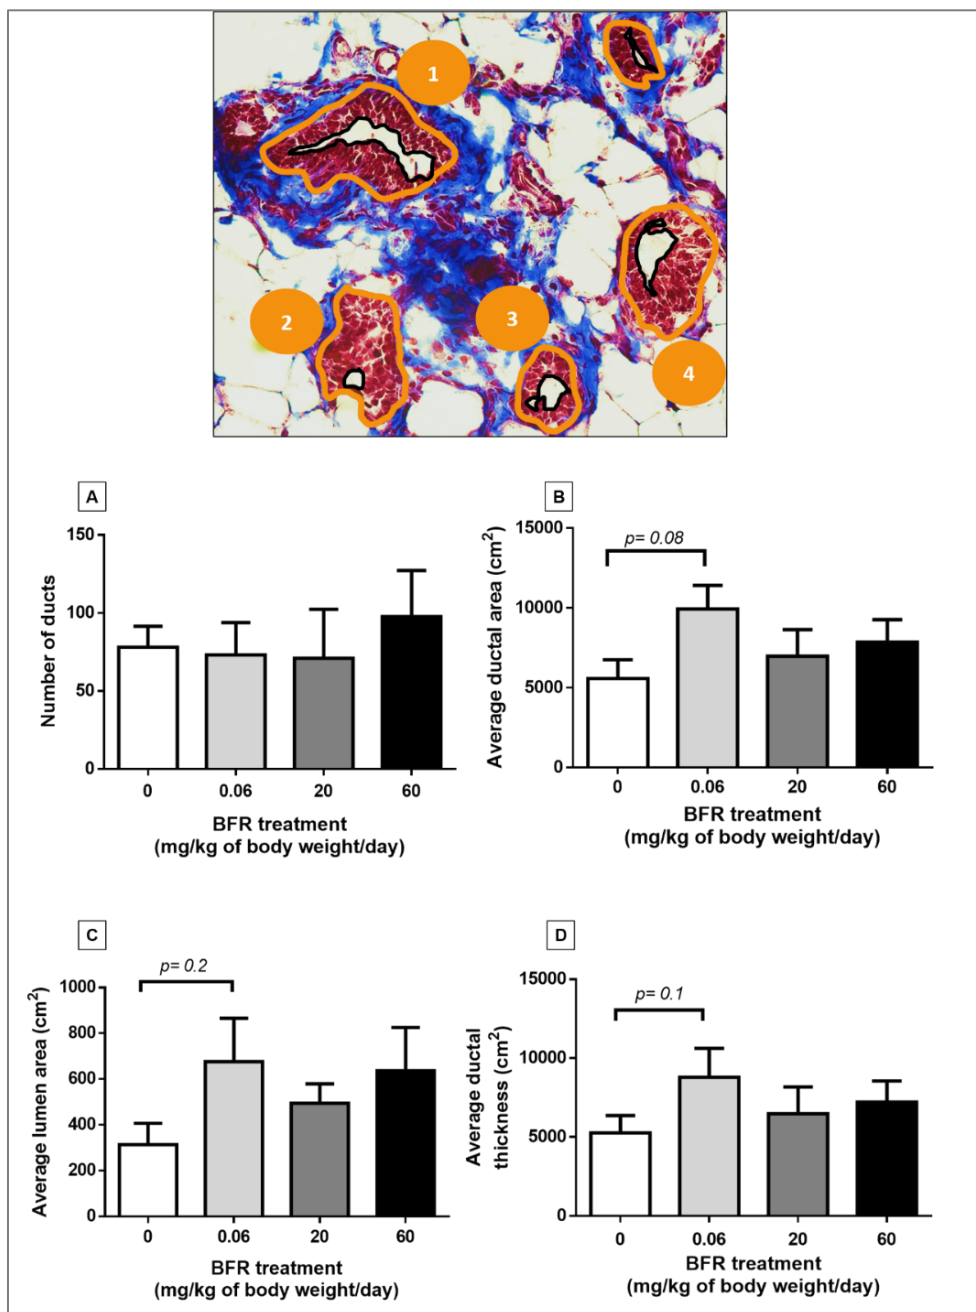 1
2
3
4
A
150
100
50
0
Number of ducts
0
0.06
20
60
BFR treatment
(mg/kg of body weight/day)
B
15000
10000
5000
0
Average ductal area (cm²)
p= 0.08
0
0.06
20
60
BFR treatment
(mg/kg of body weight/day)
C
1000
800
600
400
200
0
Average lumen area (cm²)
p= 0.2
0
0.06
20
60
BFR treatment
(mg/kg of body weight/day)
D
15000
10000
5000
0
Average ductal
thickness (cm²)
p= 0.1
0
0.06
20
60
BFR treatment
(mg/kg of body weight/day)